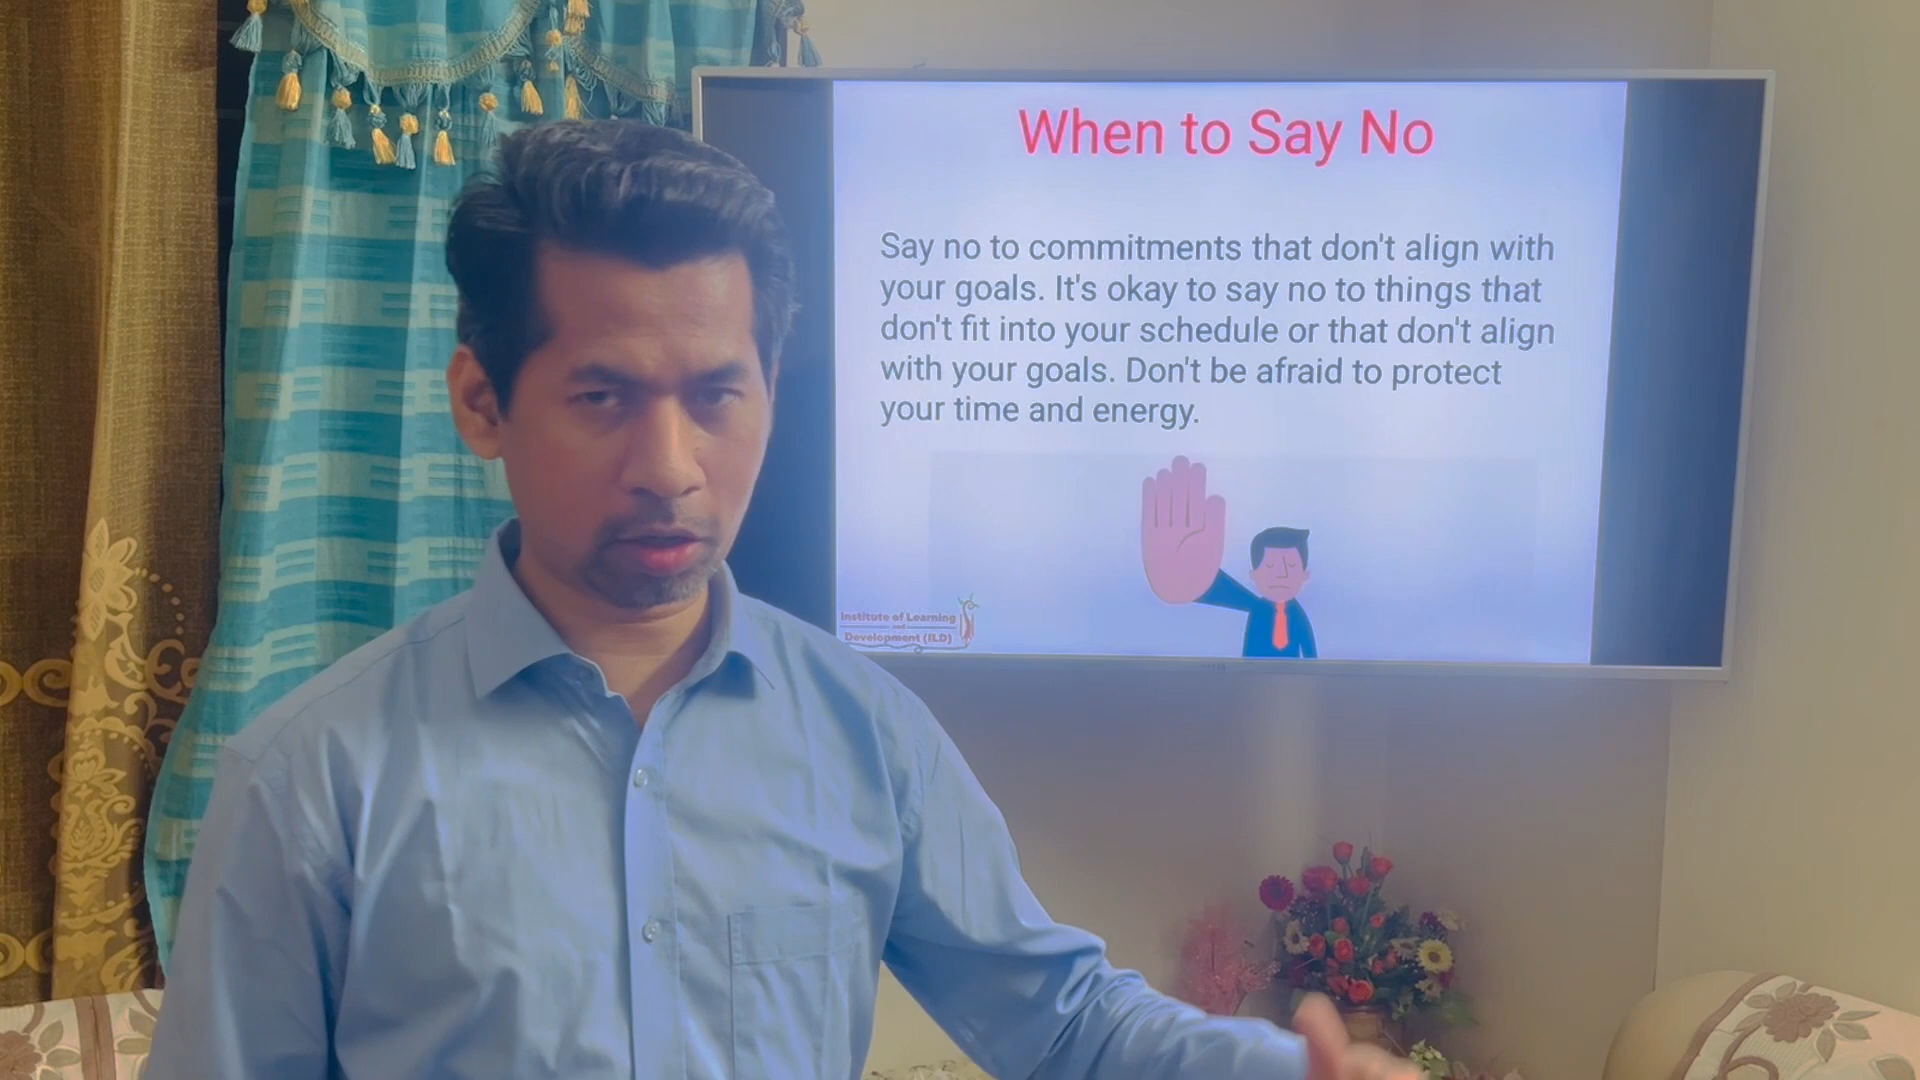 When to Say No
Say no to commitments that don't align with
your goals. It's okay to say no to things that
don't fit into your schedule or that don't align
with your goals. Don't be afraid to protect
your time and energy.
Institute of Learning
and
Development (ILD)